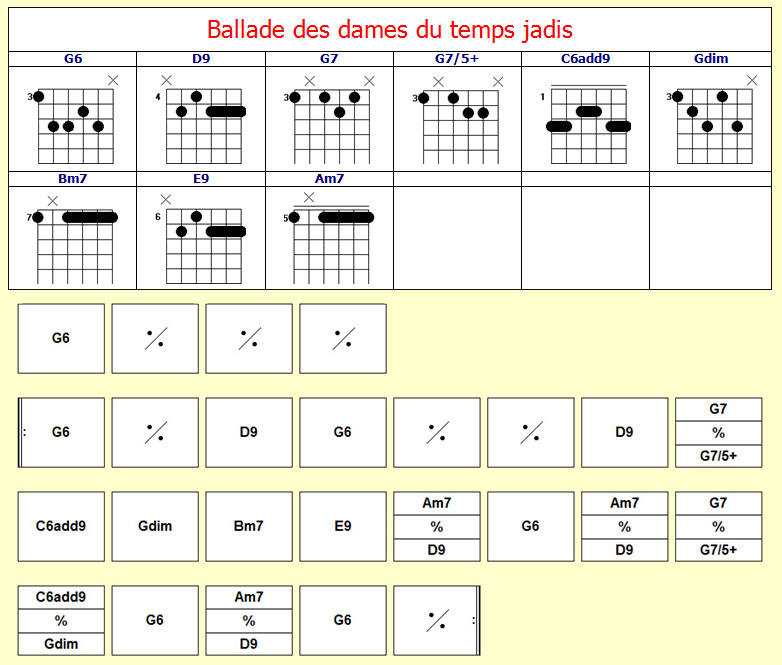 Ballade des dames du temps jadis
G6 D9 G7 G7/5+ C6add9 Gdim
3 4 3 3 1 3
Bm7 E9 Am7
7 6 5
G6 % % %
G6 % D9 G6 % % D9 G7
%
G7/5+
C6add9 Gdim Bm7 E9 Am7 G6 Am7 G7
% % %
D9 D9 G7/5+
C6add9 G6 Am7 G6 %
% %
Gdim D9